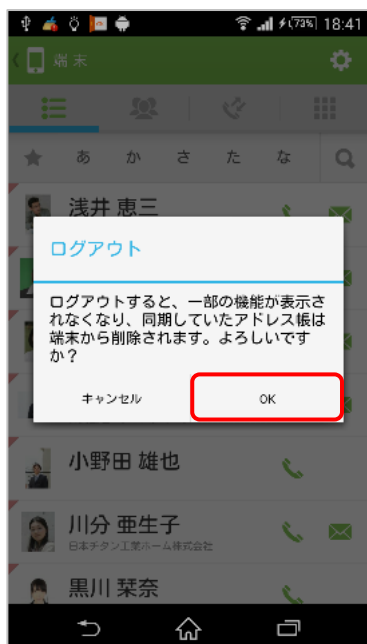 73% 18:41
端末
あ か さ た な
浅井 恵三
ログアウト
ログアウトすると、一部の機能が表示さ
れなくなり、同期していたアドレス帳は
端末から削除されます。よろしいです
か？
キャンセル OK
小野田 雄也
川分 亜生子
日本チタン工業ホーム株式会社
黒川 栞奈